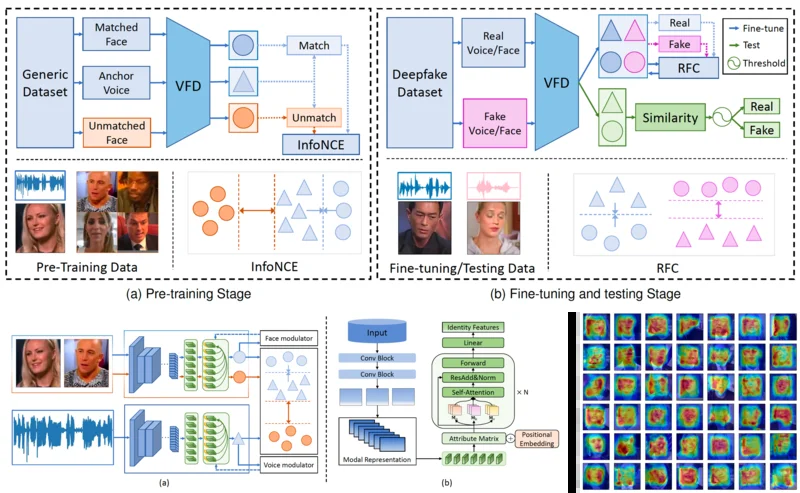 Generic
Dataset
Matched
Face
Anchor
Voice
Unmatched
Face
VFD
Match
Unmatch
InfoNCE
Pre-Training Data
InfoNCE
(a) Pre-training Stage
Deepfake
Dataset
Real
Voice/Face
Fake
Voice/Face
VFD
Real
Fake
RFC
Similarity
Real
Fake
Fine-tune
Test
Threshold
Fine-tuning/Testing Data
RFC
(b) Fine-tuning and testing Stage
Face modulator
Voice modulator
(a)
Input
Conv Block
Conv Block
Modal Representation
Identity Features
Linear
Forward
ResAdd&Norm
Self-Attention
× N
Attribute Matrix
Positional
Embedding
(b)